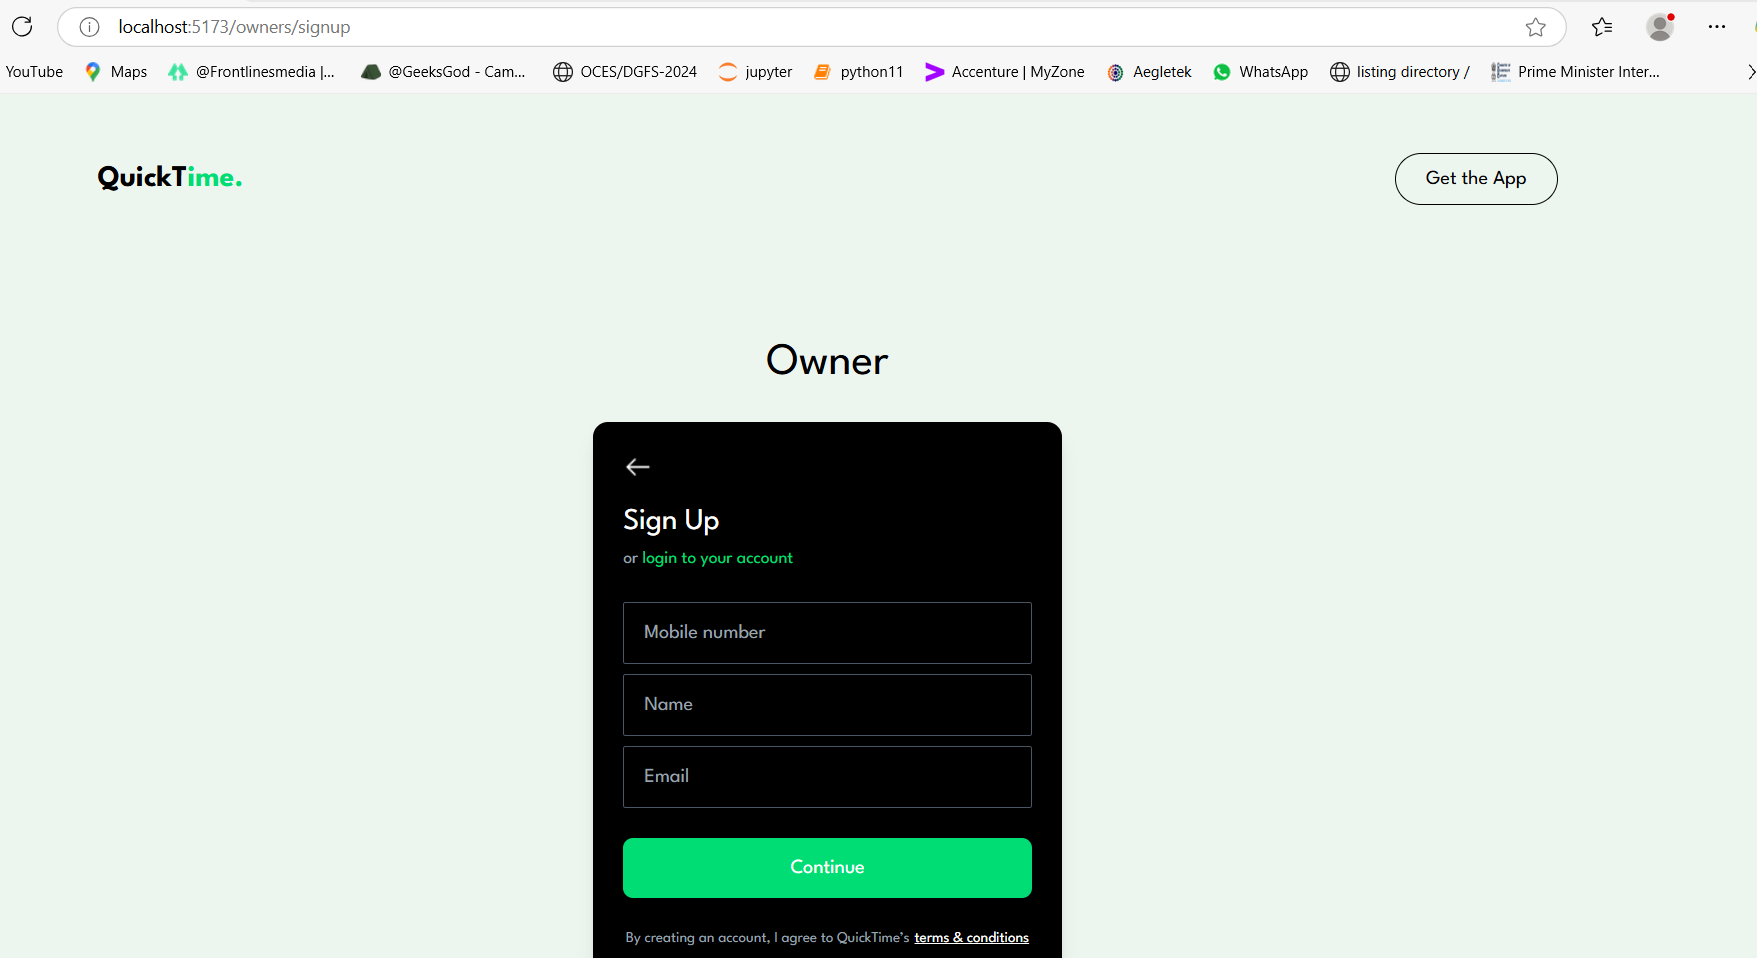 localhost:5173/owners/signup
YouTube Maps @Frontlinesmedia |... @GeeksGod - Cam... OCES/DGFS-2024 jupyter python11 Accenture | MyZone Aegletek WhatsApp listing directory / Prime Minister Inter...
QuickTime. Get the App
Owner
Sign Up
or login to your account
Mobile number
Name
Email
Continue
By creating an account, I agree to QuickTime’s terms & conditions